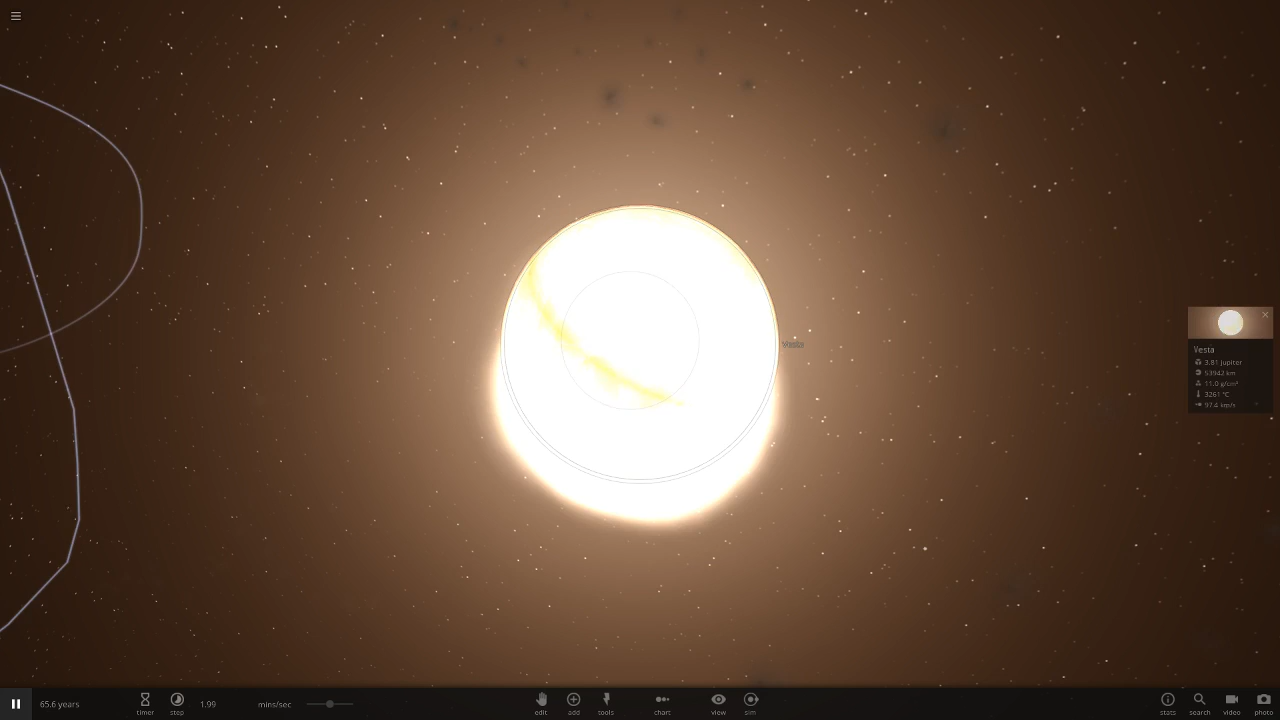 Vesta
Vesta
3.81 Jupiter
53942 km
11.0 g/cm³
3261 °C
97.4 km/s
65.6 years
timer
step
1.99
mins/sec
edit
add
tools
chart
view
sim
stats
search
video
photo